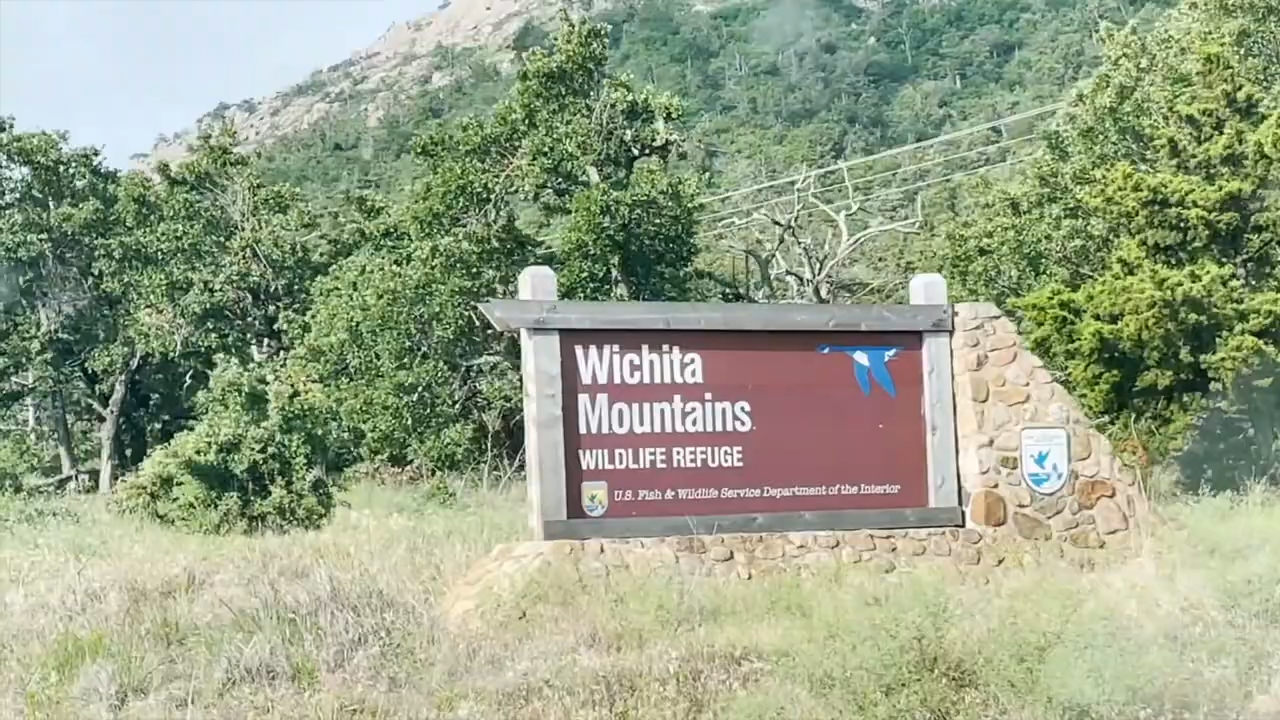 Wichita
Mountains
WILDLIFE REFUGE
U.S. Fish & Wildlife Service Department of the Interior